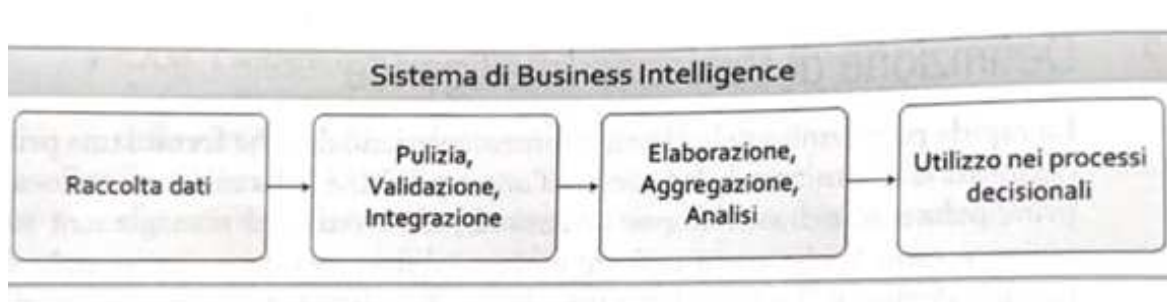 Sistema di Business Intelligence
Raccolta dati
Pulizia,
Validazione,
Integrazione
Elaborazione,
Aggregazione,
Analisi
Utilizzo nei processi
decisionali